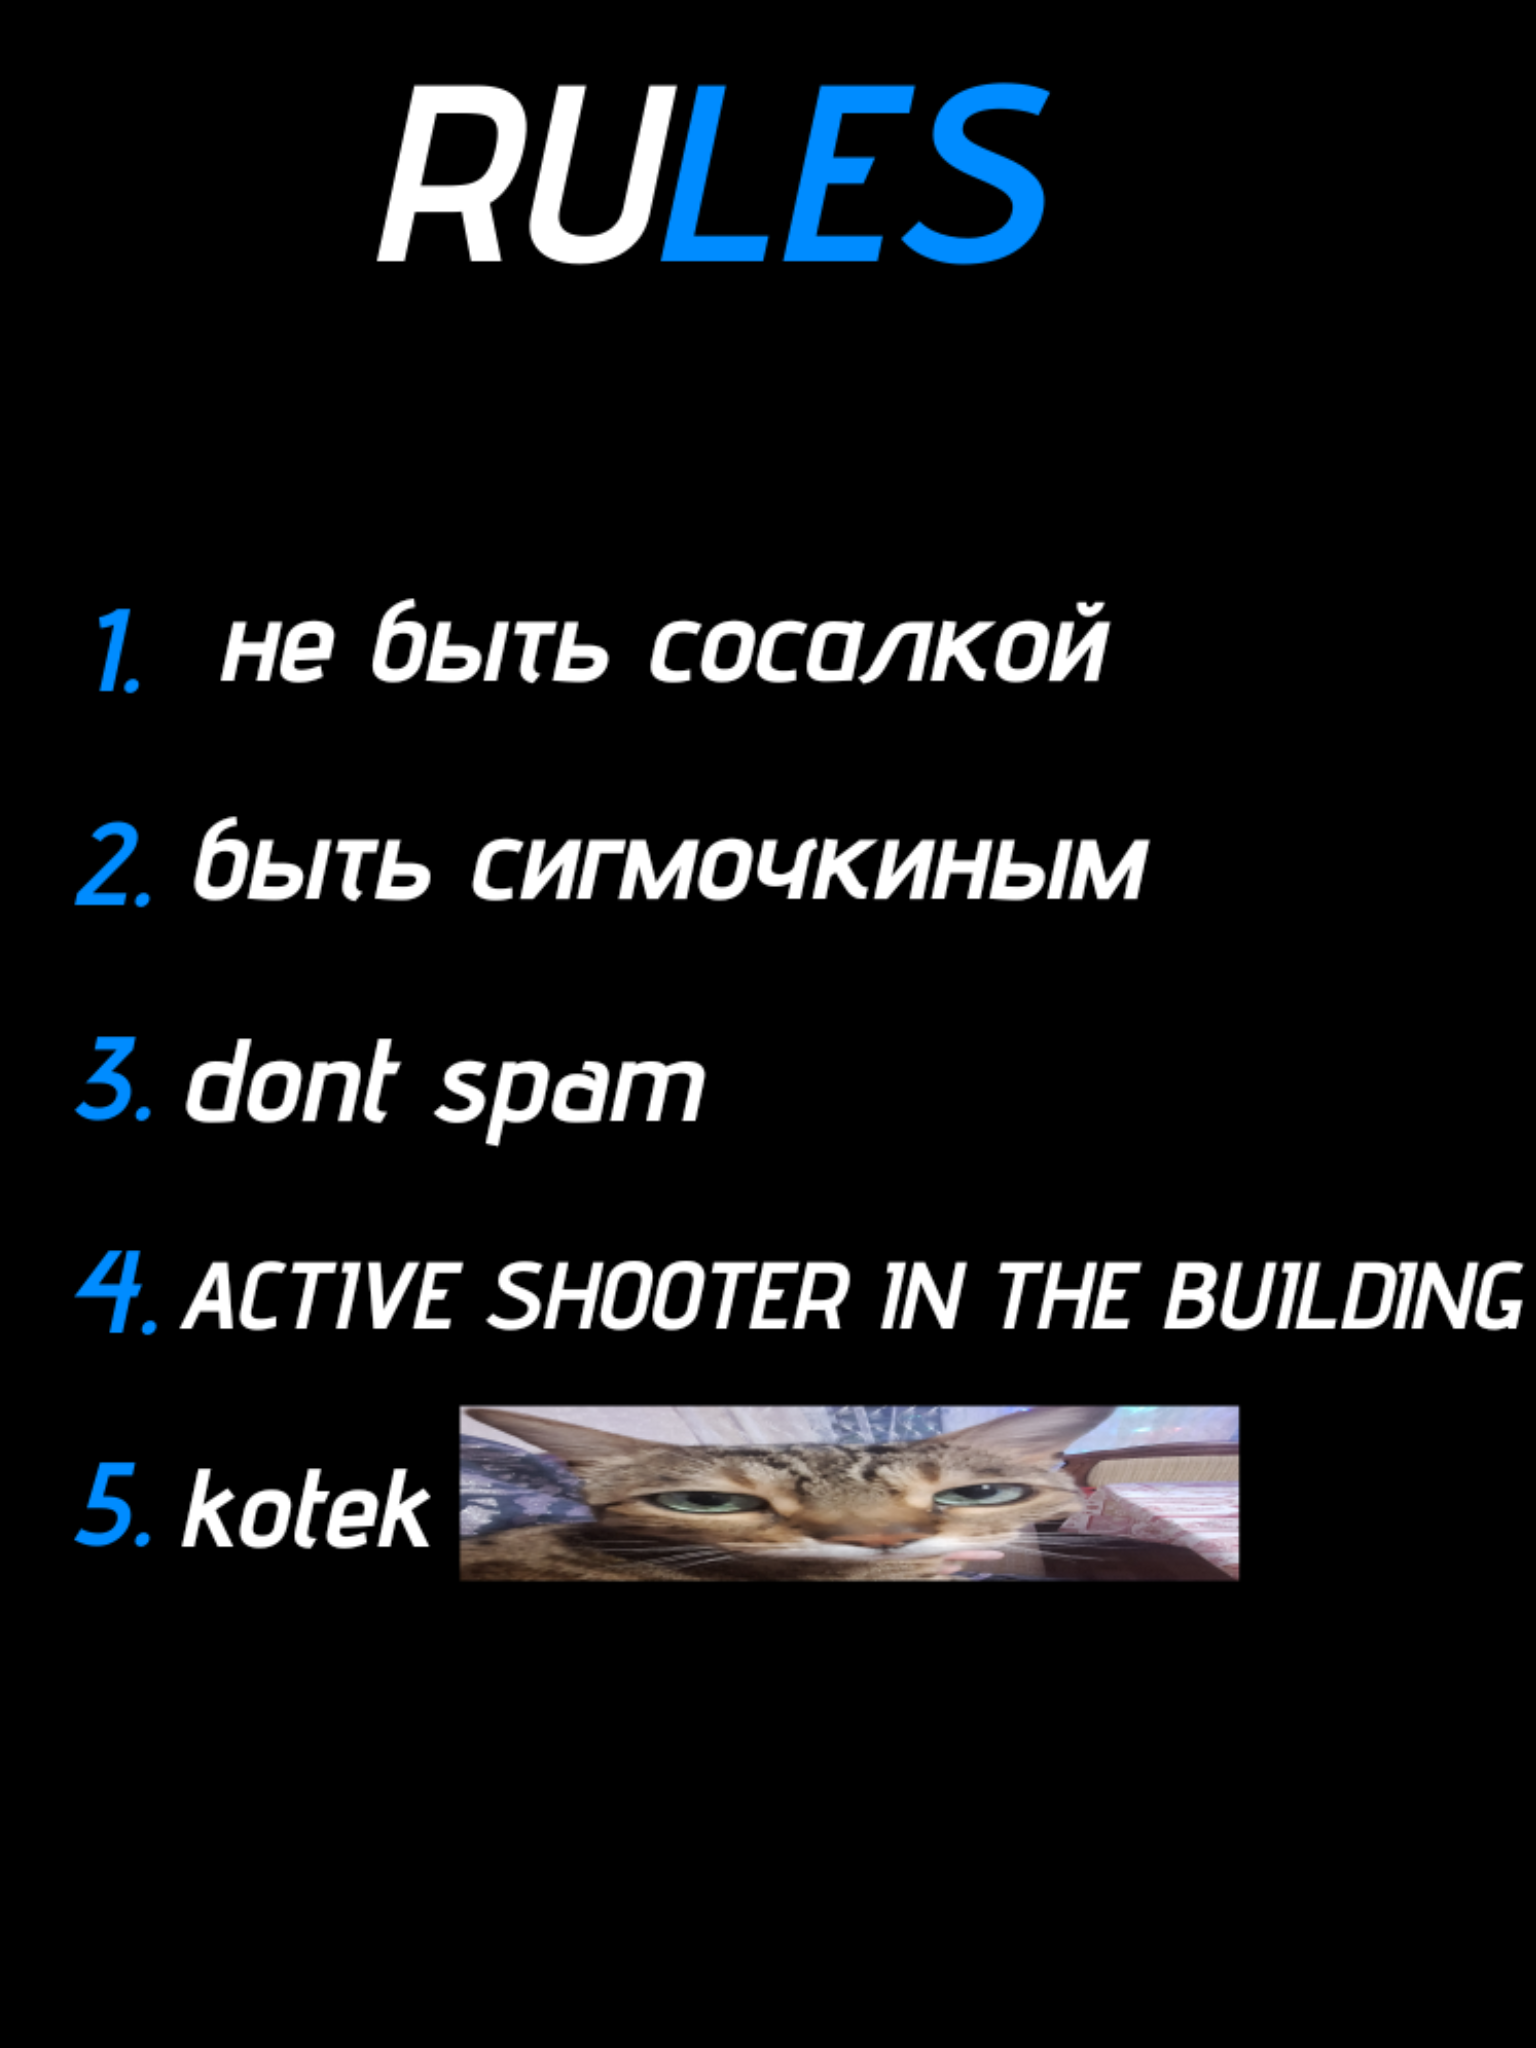 RULES
1. не быть сосалкой
2. быть сигмочкиным
3. dont spam
4. ACTIVE SHOOTER IN THE BUILDING
5. kotek